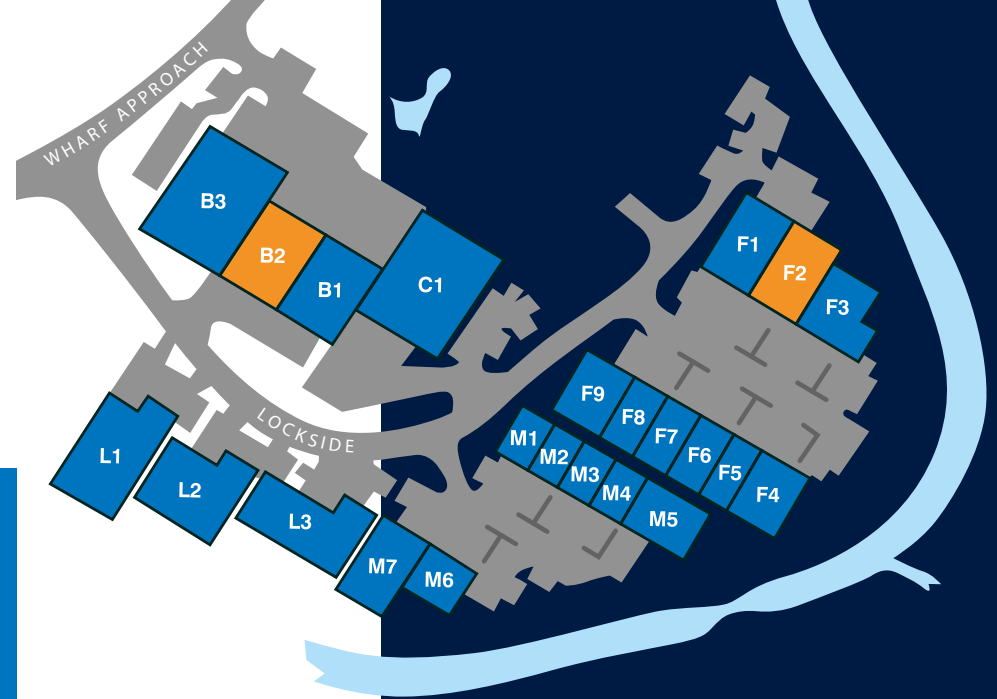 WHARF APPROACH
B3
B2
B1
C1
F1
F2
F3
F9
F8
F7
F6
F5
F4
M1
M2
M3
M4
M5
LOCKSIDE
L1
L2
L3
M7
M6